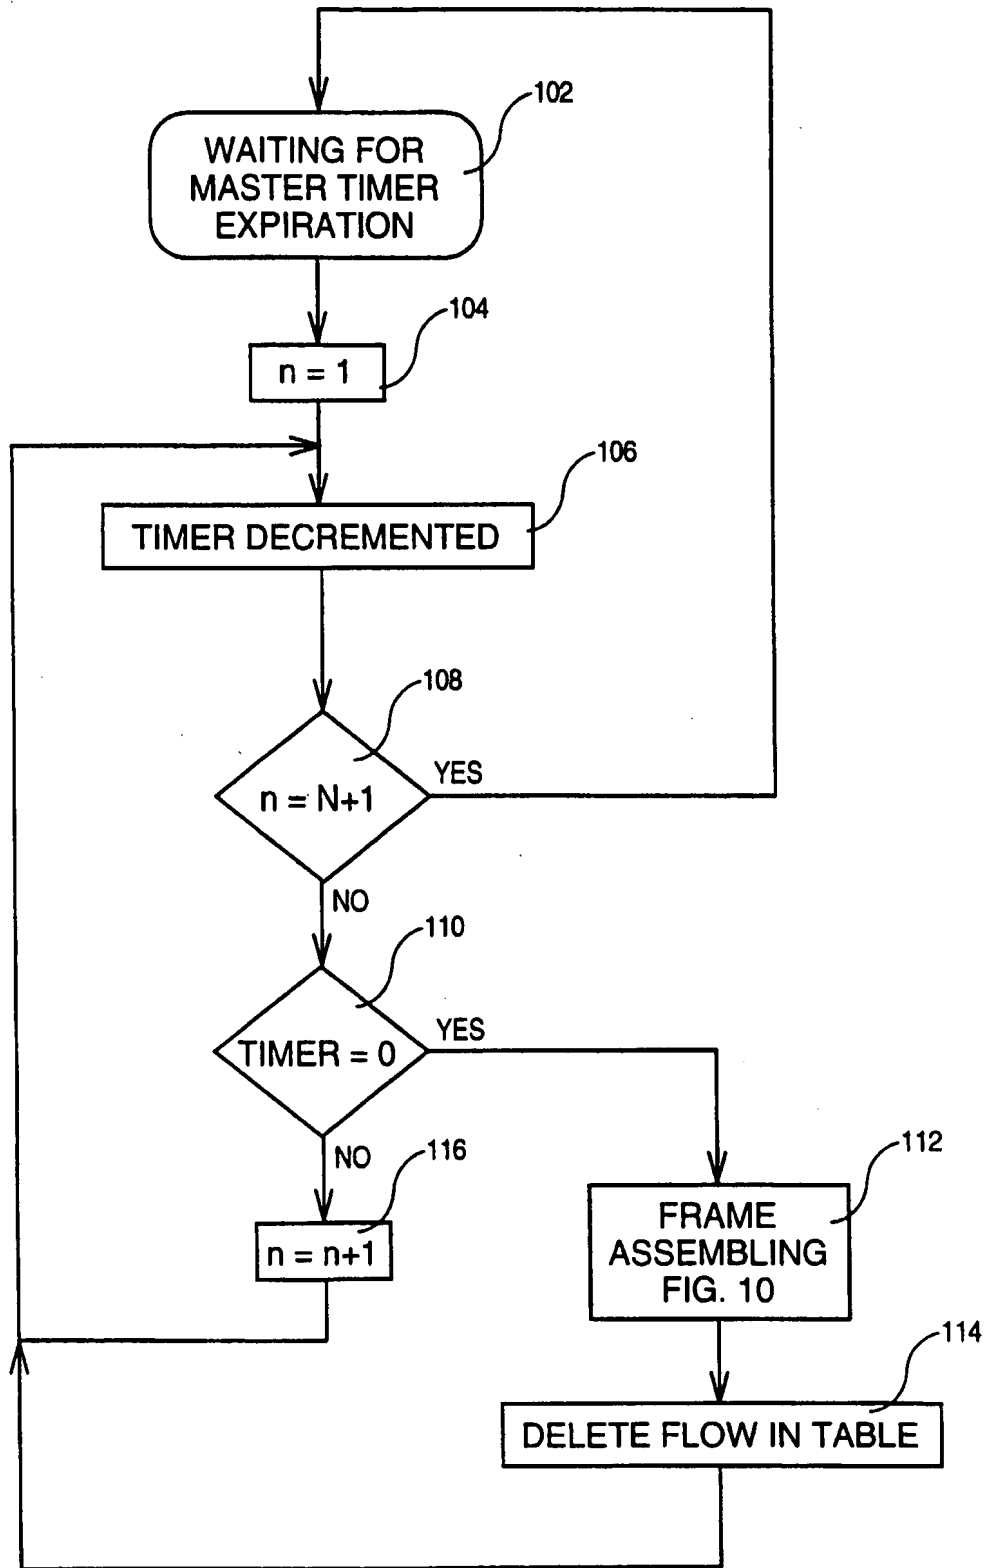 102
WAITING FOR
MASTER TIMER
EXPIRATION
104
n = 1
106
TIMER DECREMENTED
108
YES
n = N+1
NO
110
YES
TIMER = 0
NO
116
n = n+1
112
FRAME
ASSEMBLING
FIG. 10
114
DELETE FLOW IN TABLE